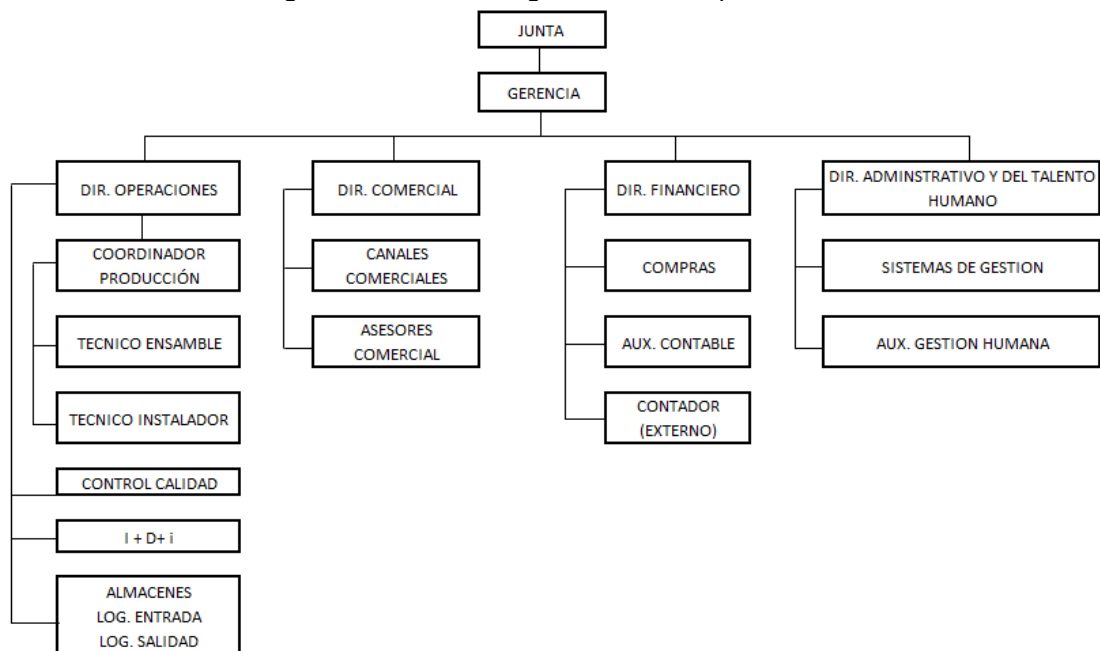 JUNTA
GERENCIA
DIR. OPERACIONES
COORDINADOR
PRODUCCIÓN
TECNICO ENSAMBLE
TECNICO INSTALADOR
CONTROL CALIDAD
I + D+ i
ALMACENES
LOG. ENTRADA
LOG. SALIDAD
DIR. COMERCIAL
CANALES
COMERCIALES
ASESORES
COMERCIAL
DIR. FINANCIERO
COMPRAS
AUX. CONTABLE
CONTADOR
(EXTERNO)
DIR. ADMINSTRATIVO Y DEL TALENTO
HUMANO
SISTEMAS DE GESTION
AUX. GESTION HUMANA